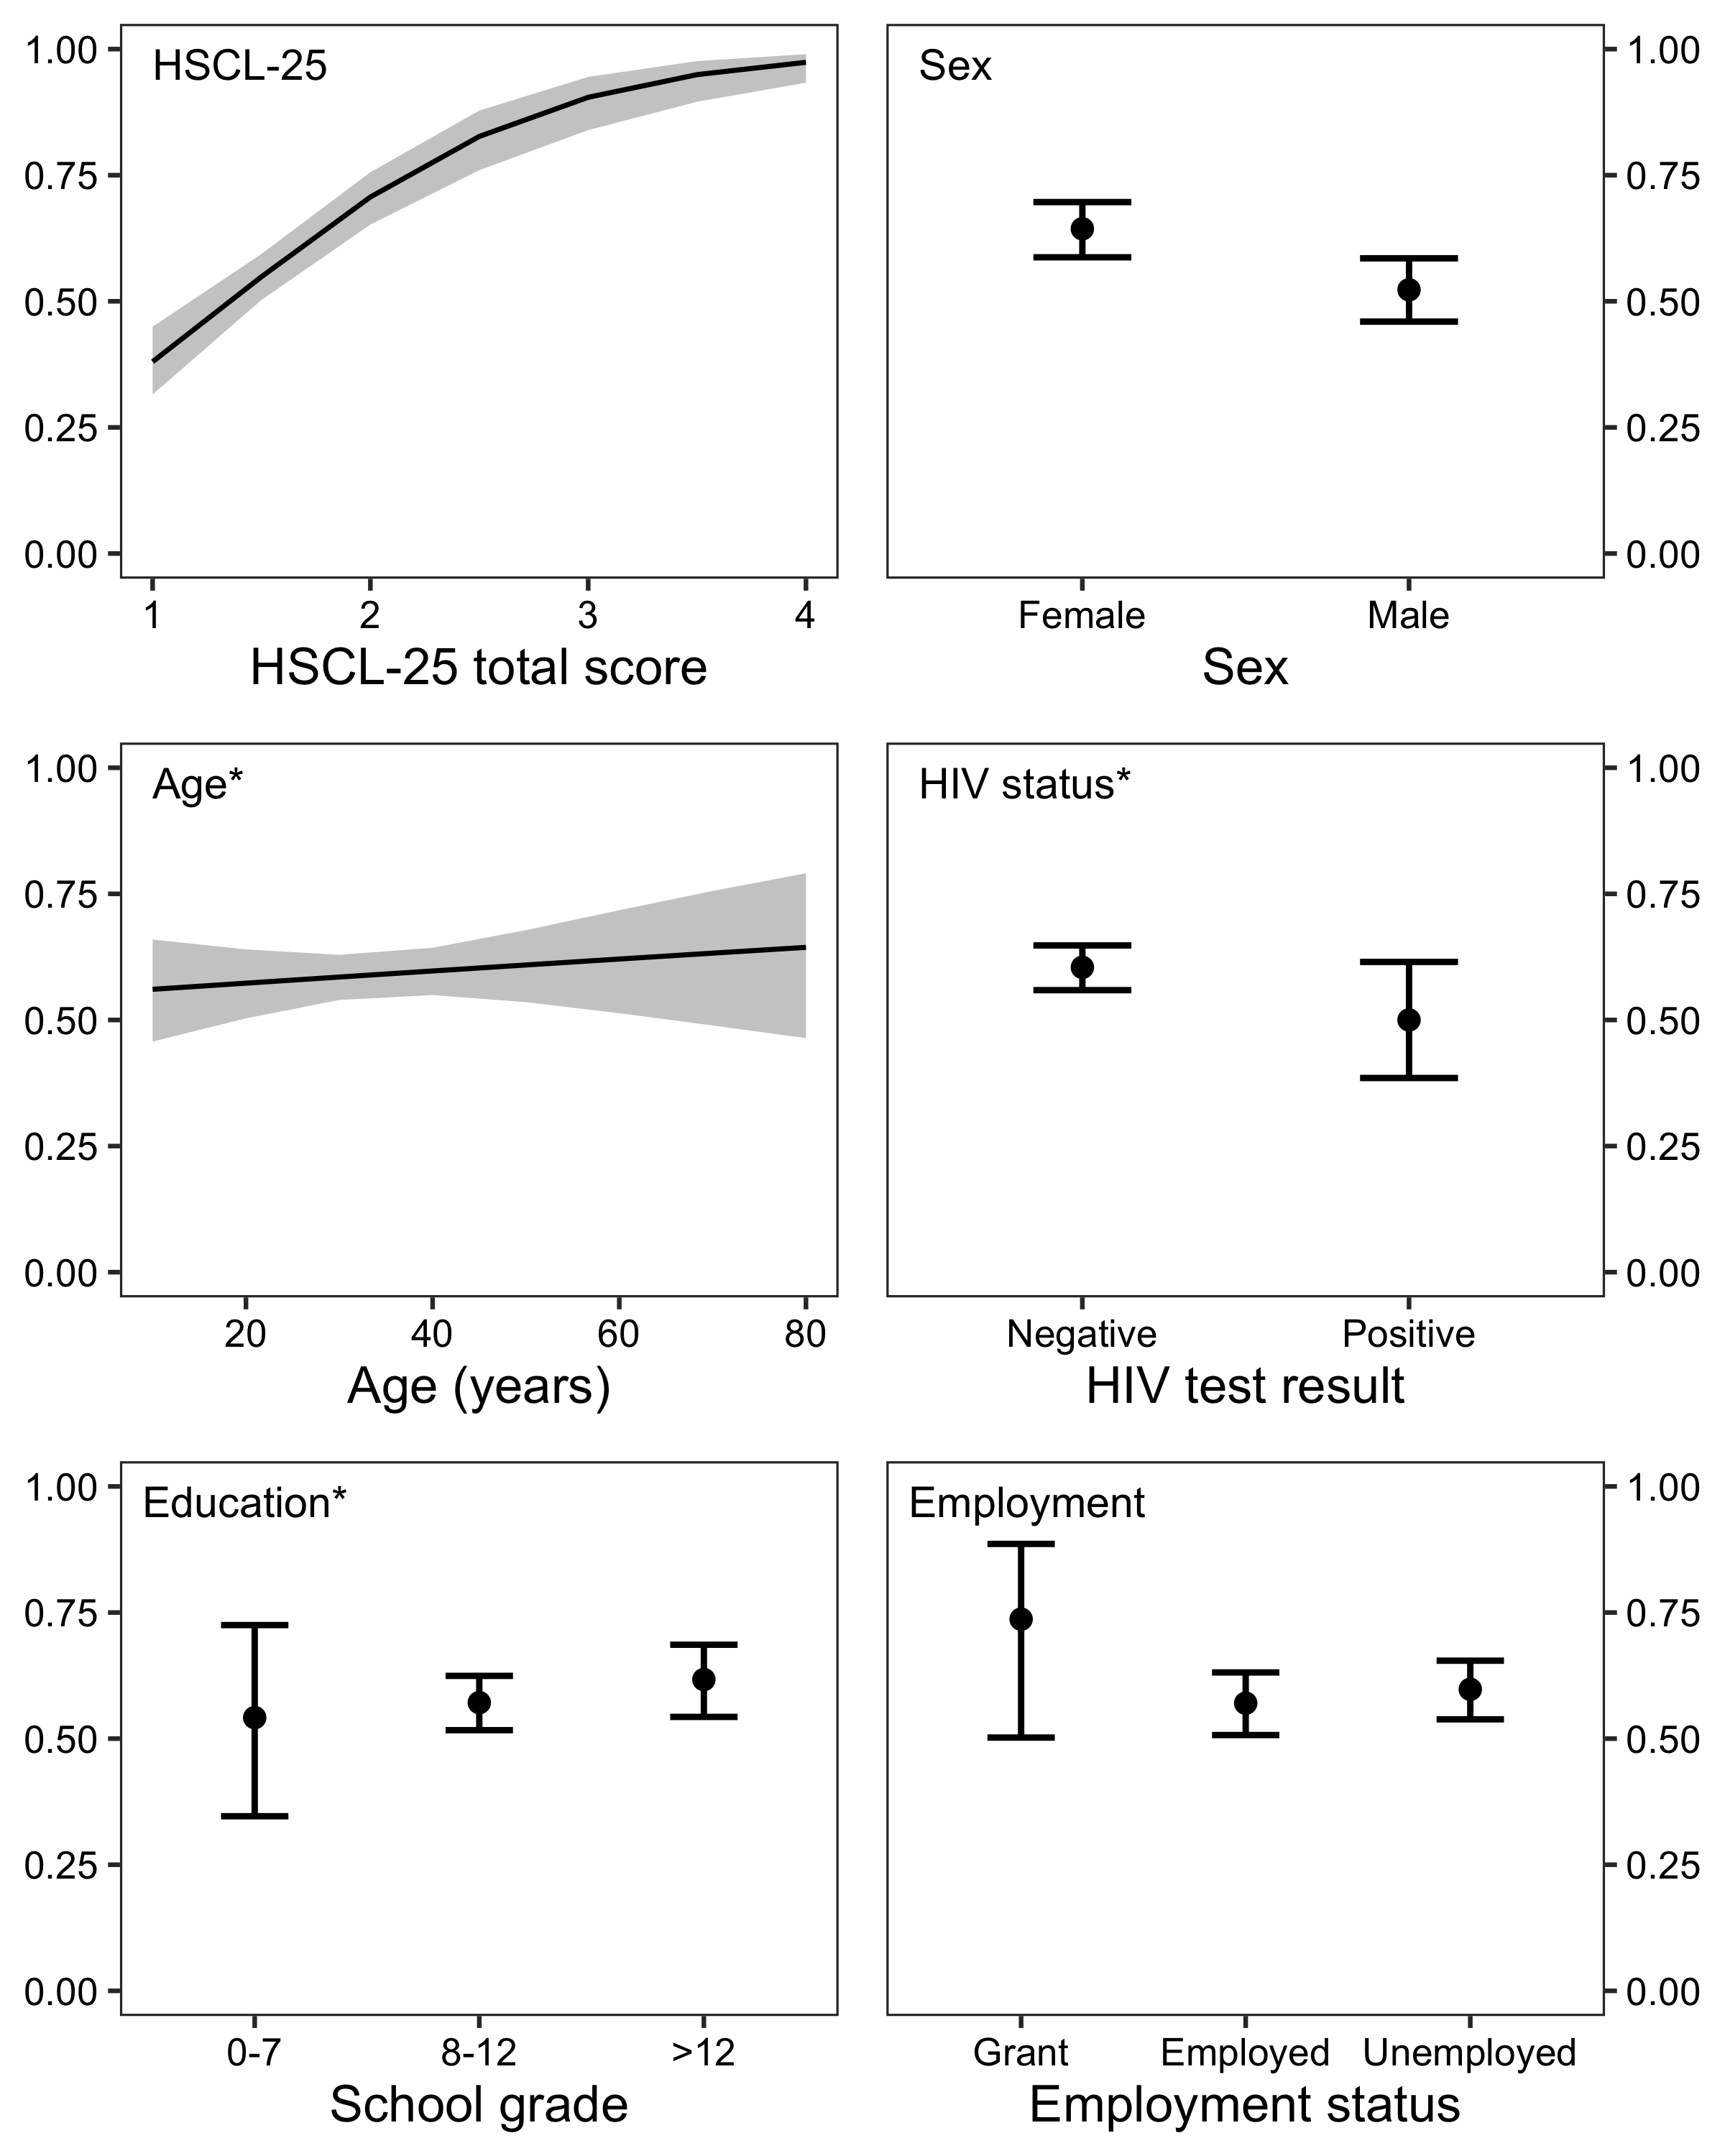 HSCL-25
1.00
0.75
0.50
0.25
0.00
1 2 3 4
HSCL-25 total score
Sex
1.00
0.75
0.50
0.25
0.00
Female Male
Sex
Age*
1.00
0.75
0.50
0.25
0.00
20 40 60 80
Age (years)
HIV status*
1.00
0.75
0.50
0.25
0.00
Negative Positive
HIV test result
Education*
1.00
0.75
0.50
0.25
0.00
0-7 8-12 >12
School grade
Employment
1.00
0.75
0.50
0.25
0.00
Grant Employed Unemployed
Employment status